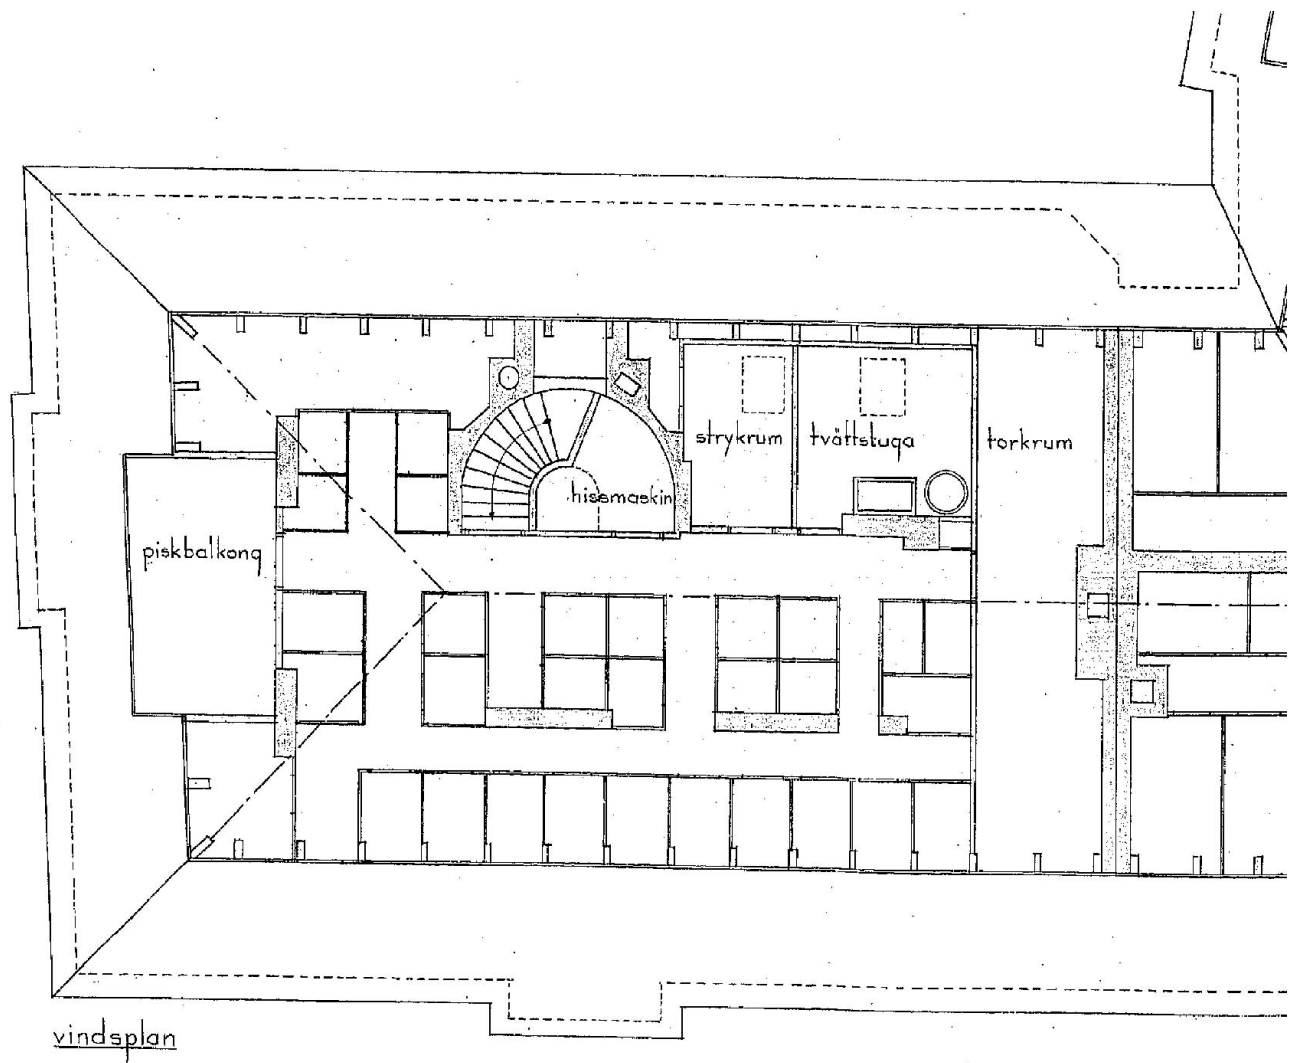 strykrum
tvättstuga
torkrum
hissmaskin
piskbalkong
vindsplan